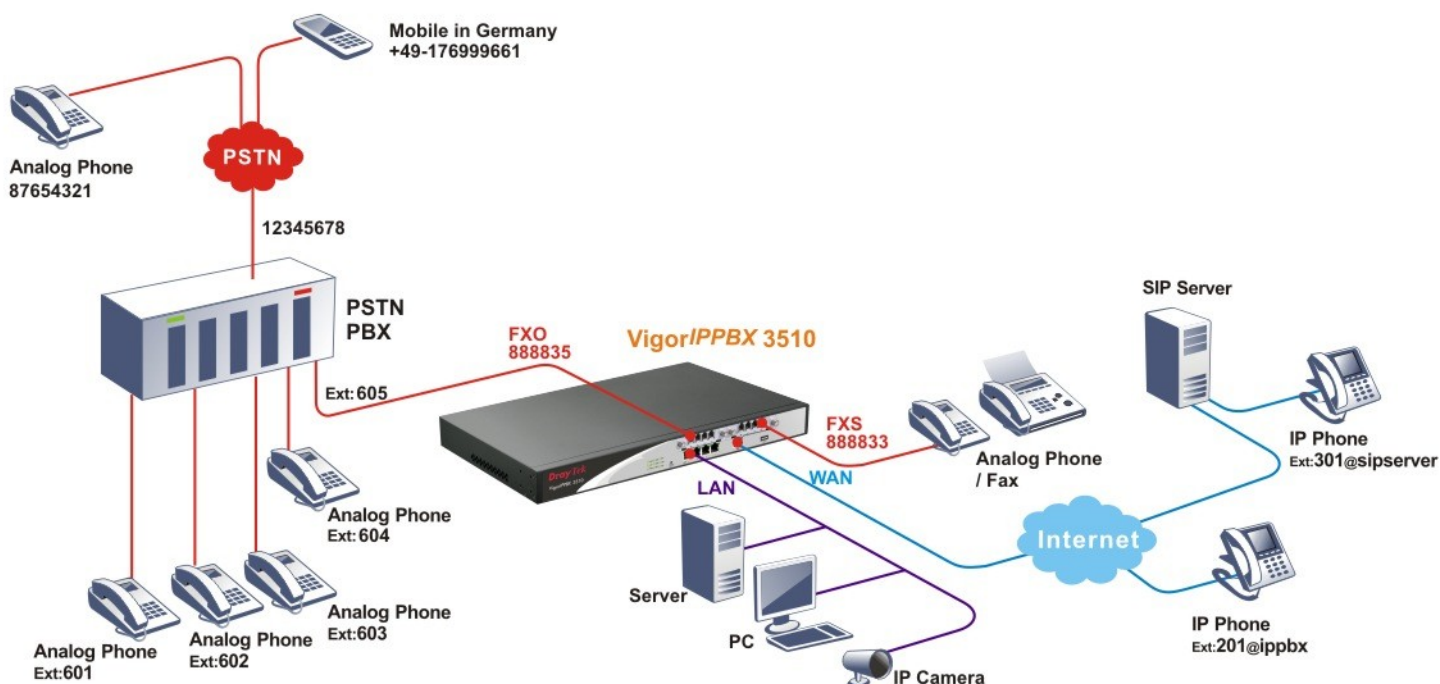 Mobile in Germany
+49-176999661
Analog Phone
87654321
PSTN
12345678
PSTN
PBX
Ext:605
FXO
888835
VigorIPPBX 3510
DrayTek
VigorIPPBX 3510
FXS
888833
Analog Phone
/ Fax
SIP Server
IP Phone
Ext:301@sipserver
LAN
WAN
Internet
IP Phone
Ext:201@ippbx
Server
PC
IP Camera
Analog Phone
Ext:604
Analog Phone
Ext:603
Analog Phone
Ext:602
Analog Phone
Ext:601